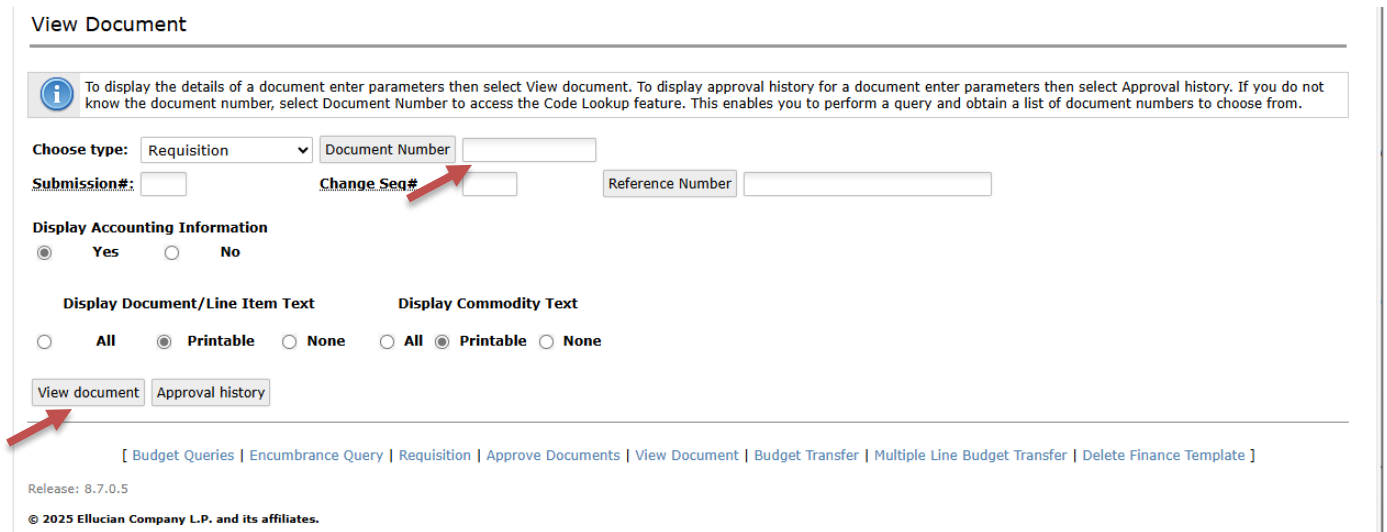 View Document
To display the details of a document enter parameters then select View document. To display approval history for a document enter parameters then select Approval history. If you do not
know the document number, select Document Number to access the Code Lookup feature. This enables you to perform a query and obtain a list of document numbers to choose from.
Choose type: Requisition Document Number
Submission#: Change Seq# Reference Number
Display Accounting Information
Yes No
Display Document/Line Item Text Display Commodity Text
All Printable None All Printable None
View document Approval history
[ Budget Queries | Encumbrance Query | Requisition | Approve Documents | View Document | Budget Transfer | Multiple Line Budget Transfer | Delete Finance Template ]
Release: 8.7.0.5
© 2025 Ellucian Company L.P. and its affiliates.